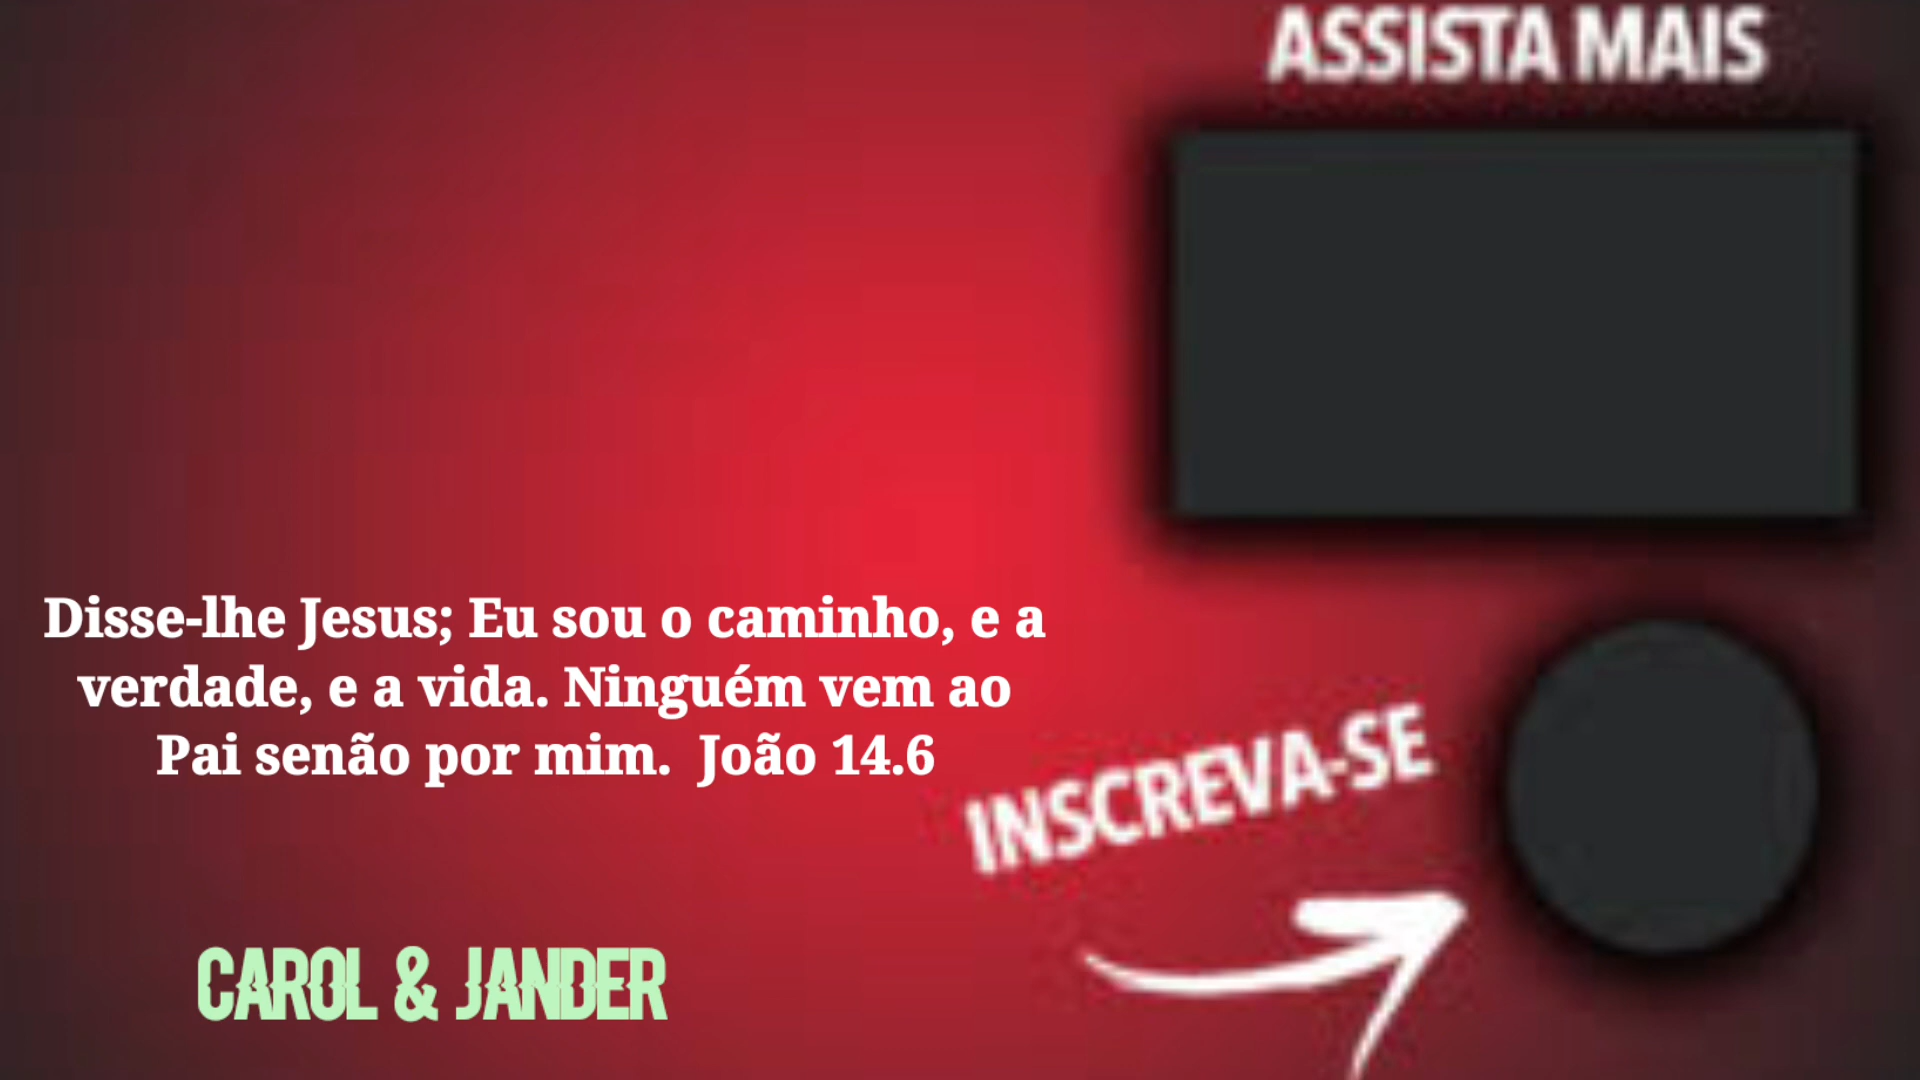 ASSISTA MAIS
Disse-lhe Jesus; Eu sou o caminho, e a
verdade, e a vida. Ninguém vem ao
Pai senão por mim.  João 14.6
INSCREVA-SE
CAROL & JANDER